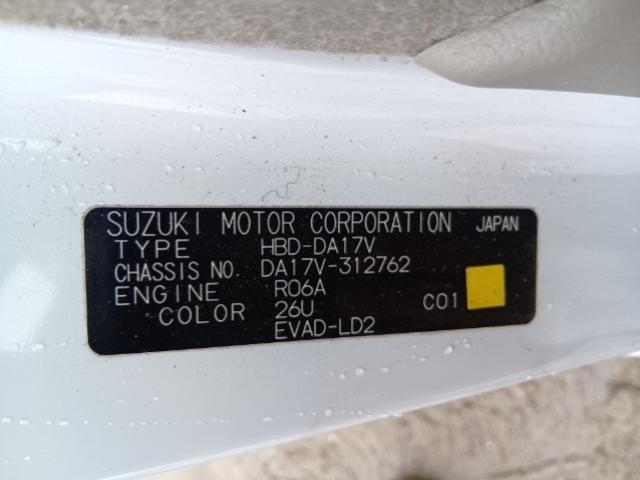 SUZUKI MOTOR CORPORATION JAPAN
TYPE HBD-DA17V
CHASSIS NO. DA17V-312762
ENGINE R06A
COLOR 26U C01
EVAD-LD2